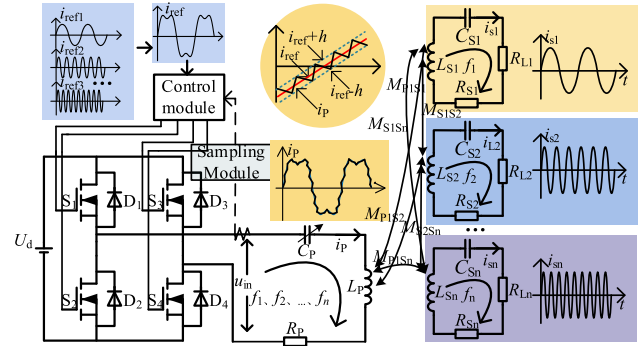 i_ref1
i_ref2
i_ref3
...
i_ref
Control
module
Sampling
Module
i_P
i_ref+h
i_ref
i_ref-h
i_P
U_d
S_1
D_1
S_3
D_3
S_2
D_2
S_4
D_4
u_in
C_P
i_P
f_1、f_2、...、f_n
L_P
R_P
M_P1S1
M_S1S2
M_S1Sn
M_P1S2
M_S2Sn
M_P1Sn
C_S1
i_s1
L_S1
f_1
R_L1
R_S1
i_s1
t
C_S2
i_L2
L_S2
f_2
R_L2
R_S2
i_s2
t
...
C_Sn
i_sn
L_Sn
f_n
R_Ln
R_Sn
i_sn
t